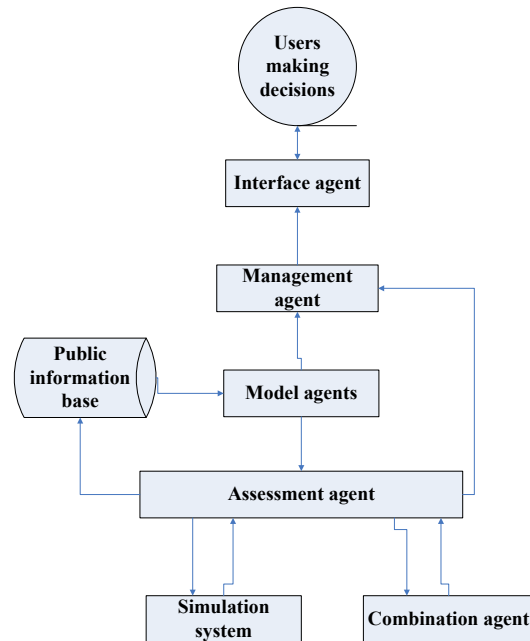 Users
making
decisions
Interface agent
Management
agent
Public
information
base
Model agents
Assessment agent
Simulation
system
Combination agent